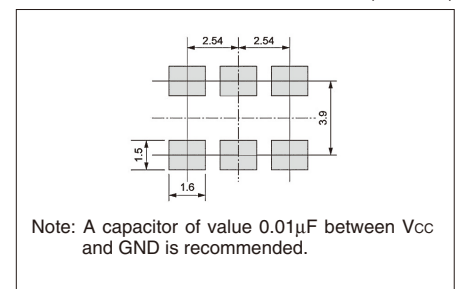 2.54 2.54
3.9
1.5
1.6
Note: A capacitor of value 0.01μF between Vcc
and GND is recommended.